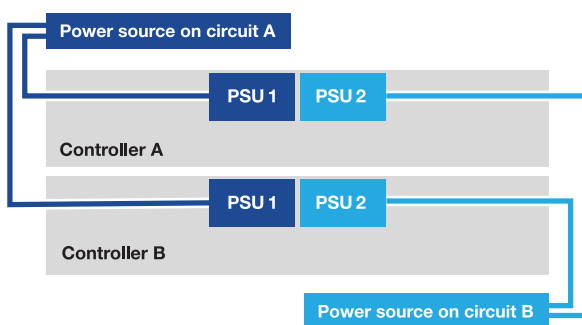 Power source on circuit A
PSU 1 PSU 2
Controller A
PSU 1 PSU 2
Controller B
Power source on circuit B